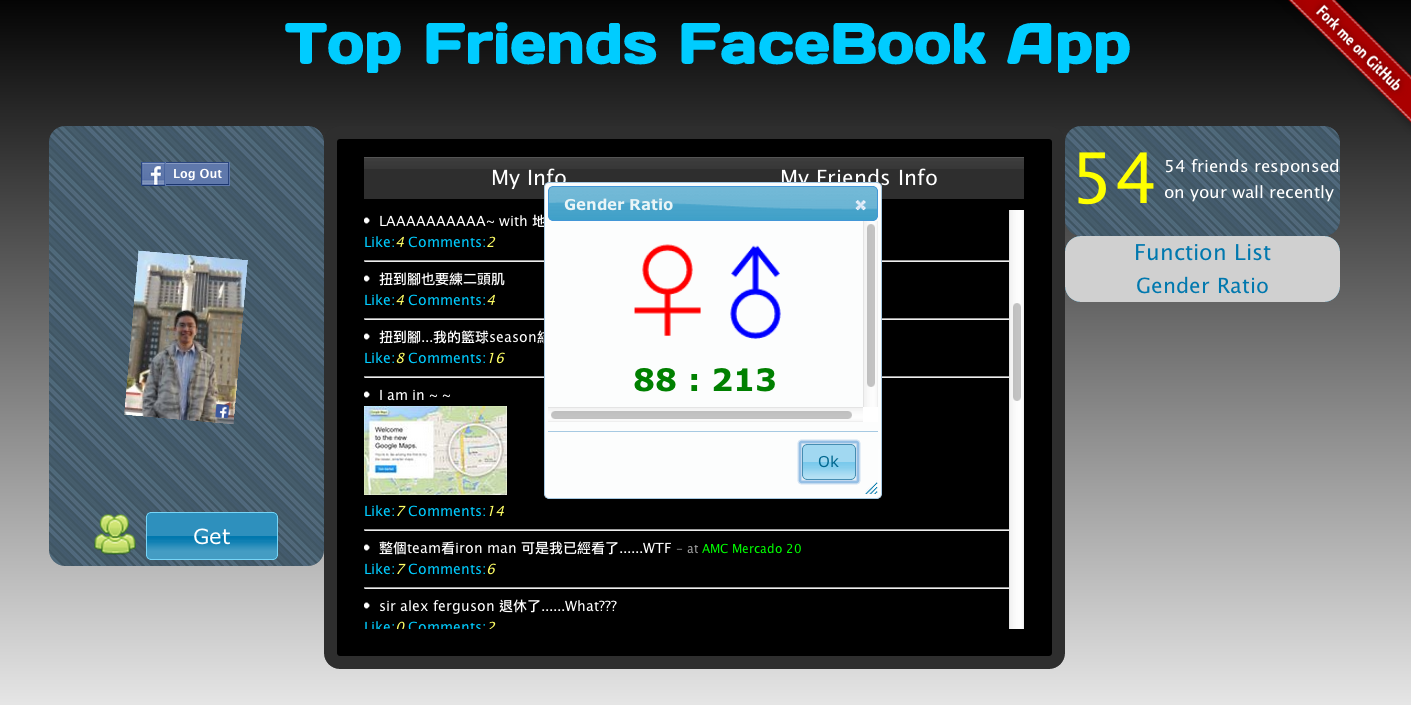 Top Friends FaceBook App
Fork me on GitHub
Log Out
Get
My Info
My Friends Info
LAAAAAAAAAA~ with 地
Like:4 Comments:2
扭到腳也要練二頭肌
Like:4 Comments:4
扭到腳...我的籃球season
Like:8 Comments:16
I am in ~ ~
Welcome
to the new
Google Maps.
Like:7 Comments:14
整個team看iron man 可是我已經看了......WTF – at AMC Mercado 20
Like:7 Comments:6
sir alex ferguson 退休了......What???
Like:0 Comments:2
Gender Ratio
88 : 213
Ok
54
54 friends responsed
on your wall recently
Function List
Gender Ratio